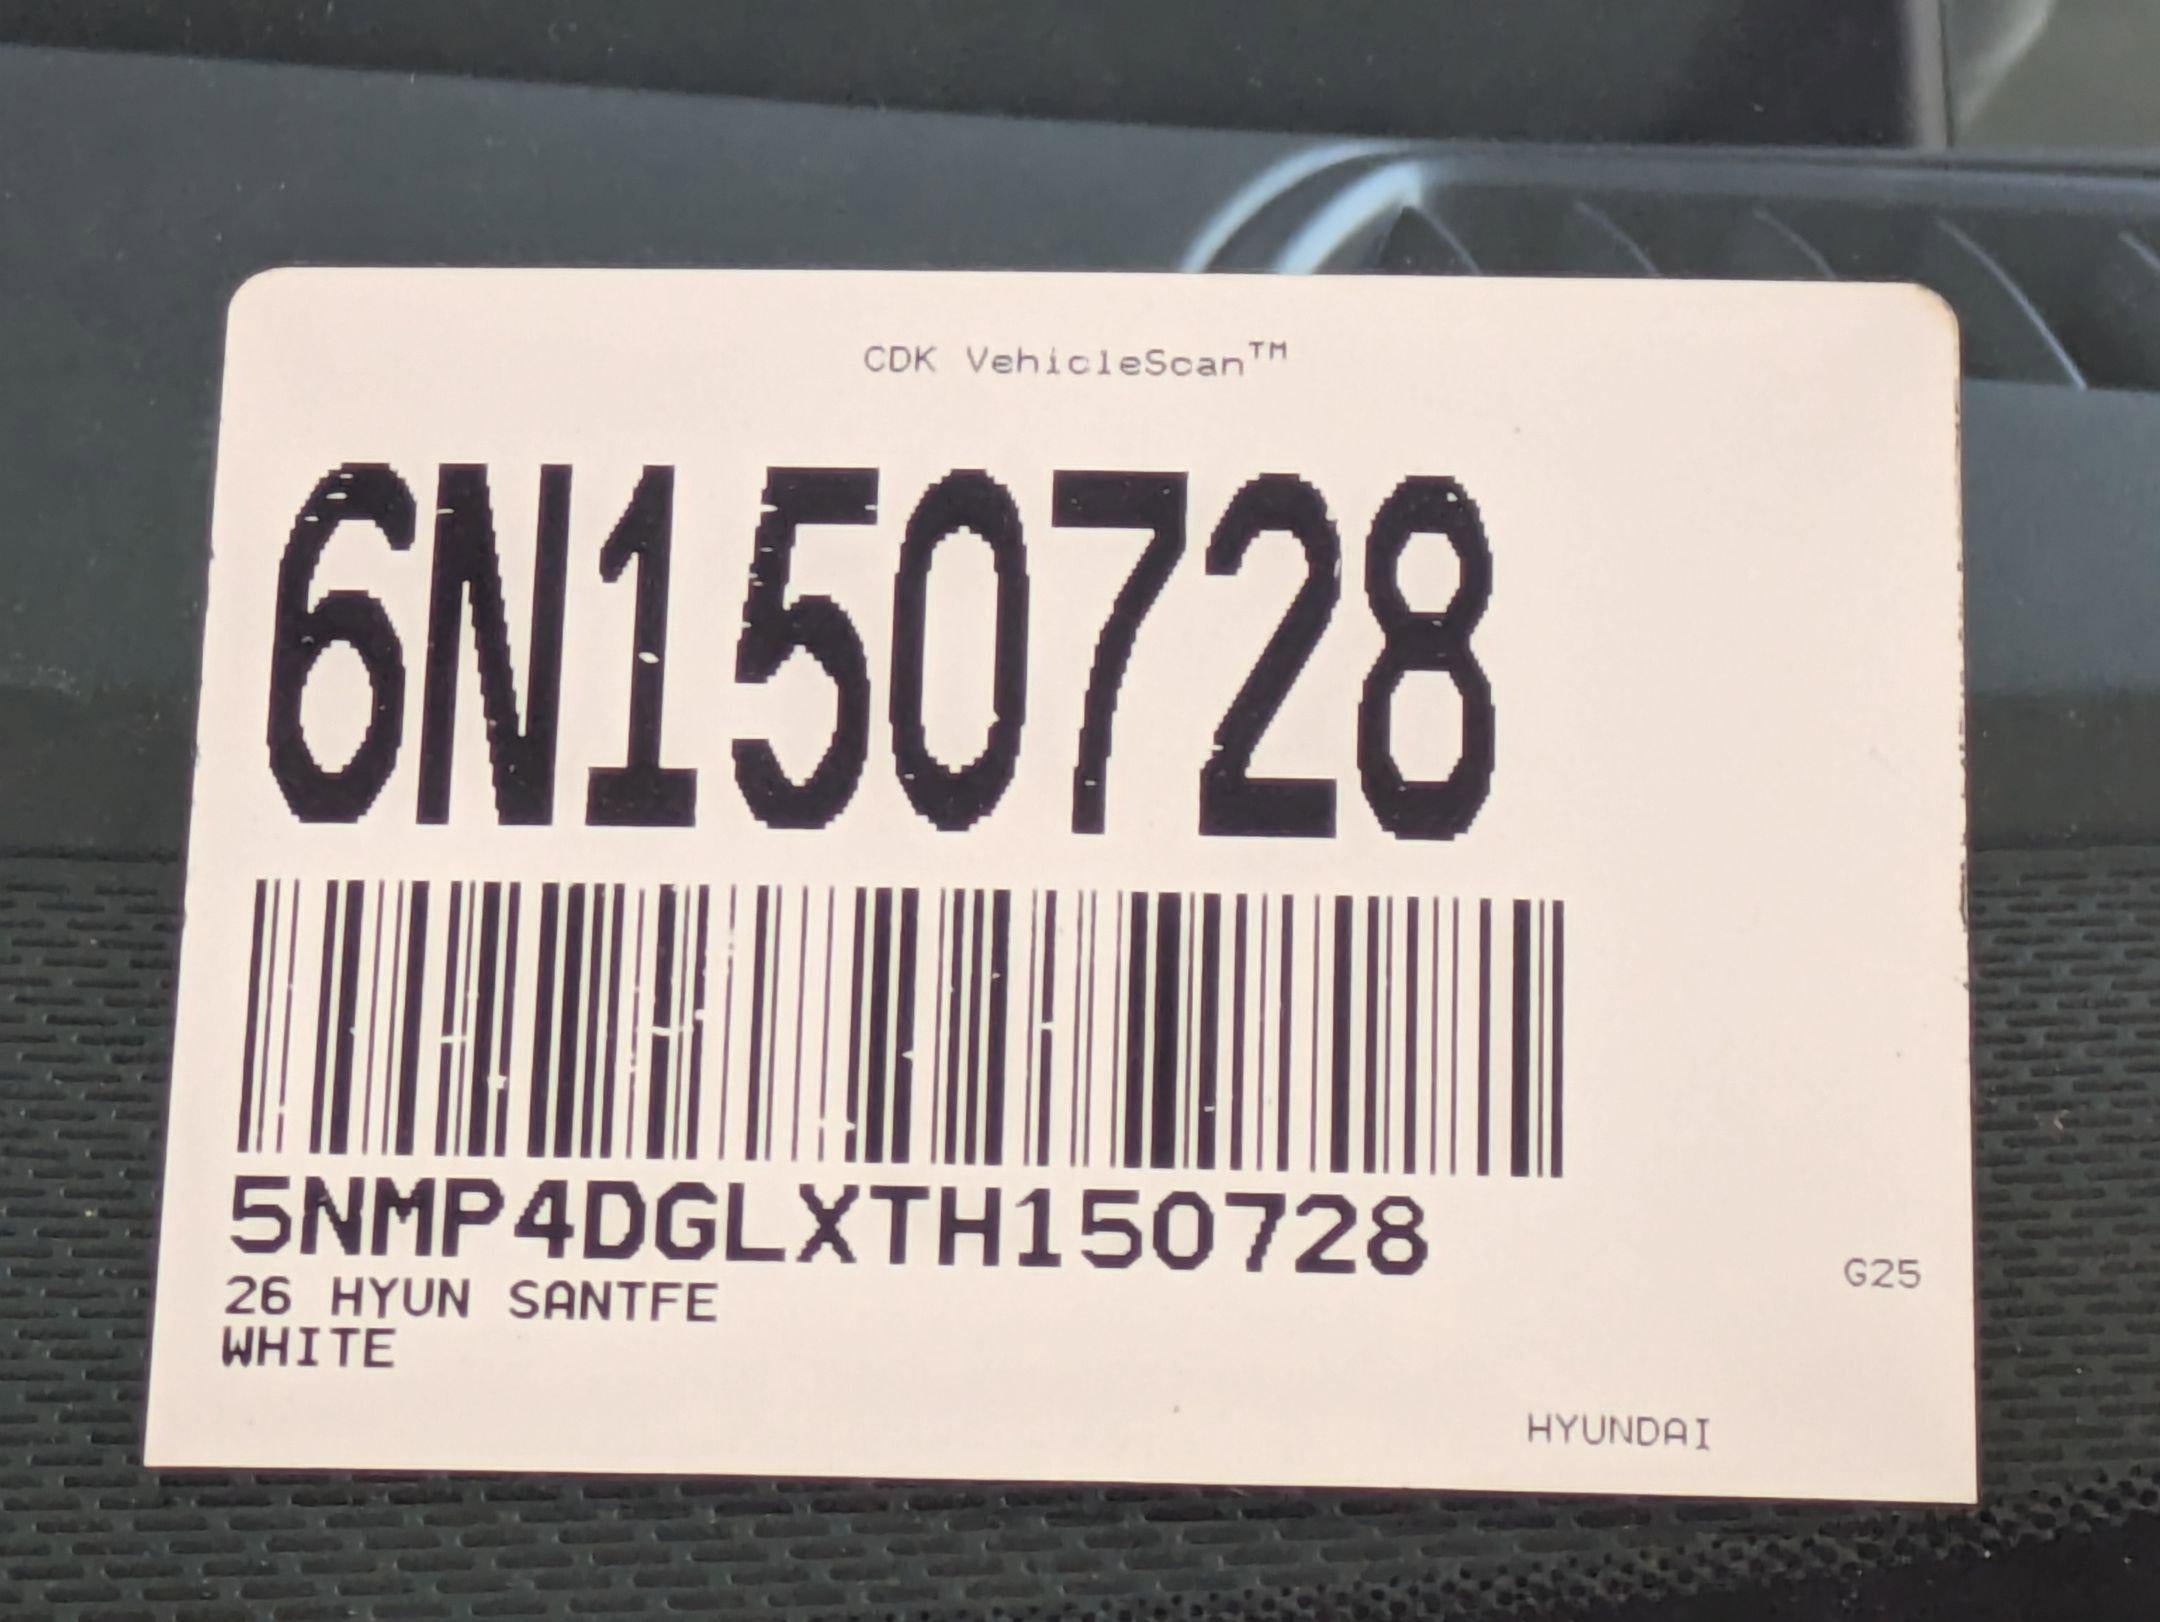 CDK VehicleScan™
6N150728
5NMP4DGLXTH150728
26 HYUN SANTFE
G25
WHITE
HYUNDAI